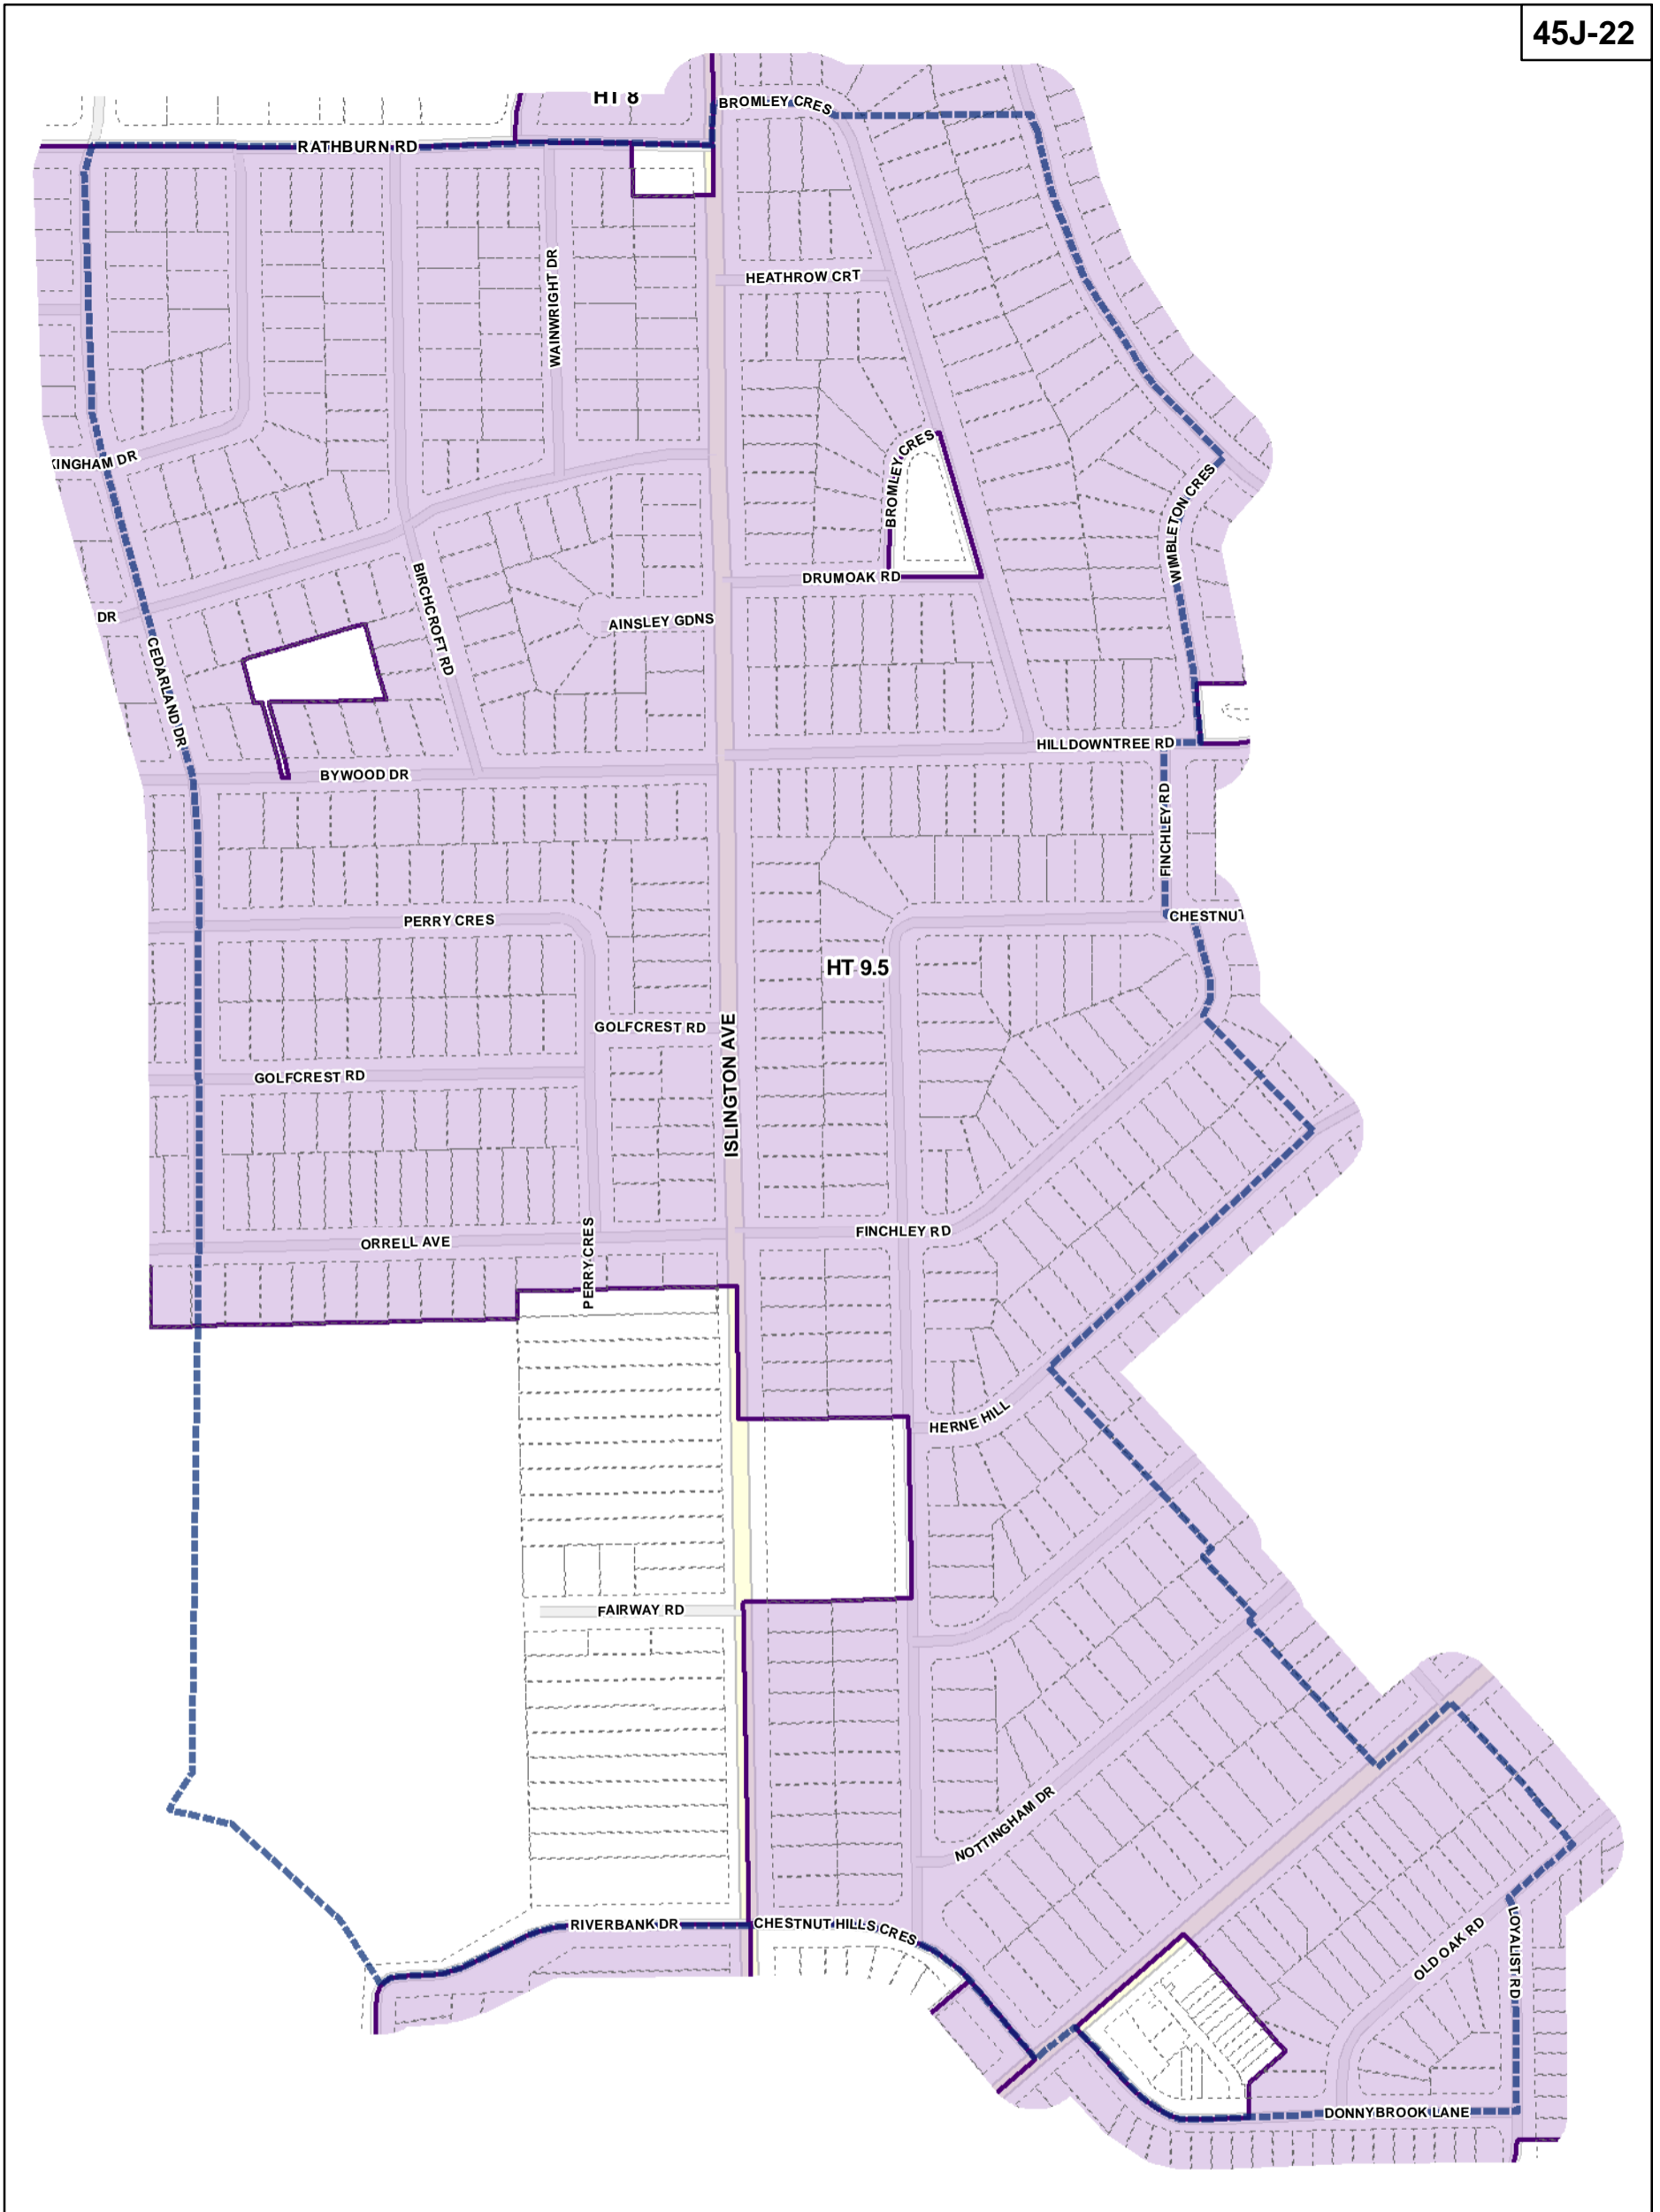 45J-22
HT 8
BROMLEY CRES
RATHBURN RD
HEATHROW CRT
WAINWRIGHT DR
BROMLEY CRES
KINGHAM DR
WIMBLETON CRES
DRUMOAK RD
BIRCHCROFT RD
AINSLEY GDNS
DR
CEDARLAND DR
HILLDOWNTREE RD
BYWOOD DR
FINCHLEY RD
PERRY CRES
CHESTNUT
HT 9.5
GOLFCREST RD
ISLINGTON AVE
GOLFCREST RD
FINCHLEY RD
ORRELL AVE
PERRY CRES
HERNE HILL
FAIRWAY RD
NOTTINGHAM DR
RIVERBANK DR
CHESTNUT HILLS CRES
OLD OAK RD
LOYALIST RD
DONNYBROOK LANE